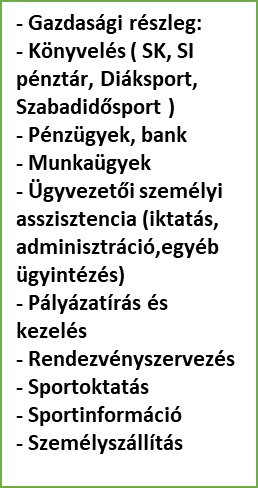 - Gazdasági részleg:
- Könyvelés ( SK, SI
pénztár, Diáksport,
Szabadidősport )
- Pénzügyek, bank
- Munkaügyek
- Ügyvezetői személyi
asszisztencia (iktatás,
adminisztráció,egyéb
ügyintézés)
- Pályázatírás és
kezelés
- Rendezvényszervezés
- Sportoktatás
- Sportinformáció
- Személyszállítás